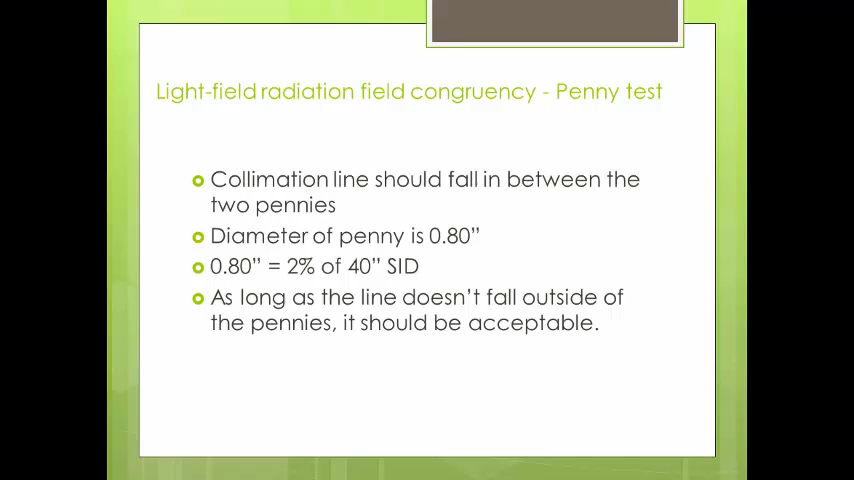 Light-field radiation field congruency - Penny test
Collimation line should fall in between the
two pennies
Diameter of penny is 0.80”
0.80” = 2% of 40” SID
As long as the line doesn’t fall outside of
the pennies, it should be acceptable.